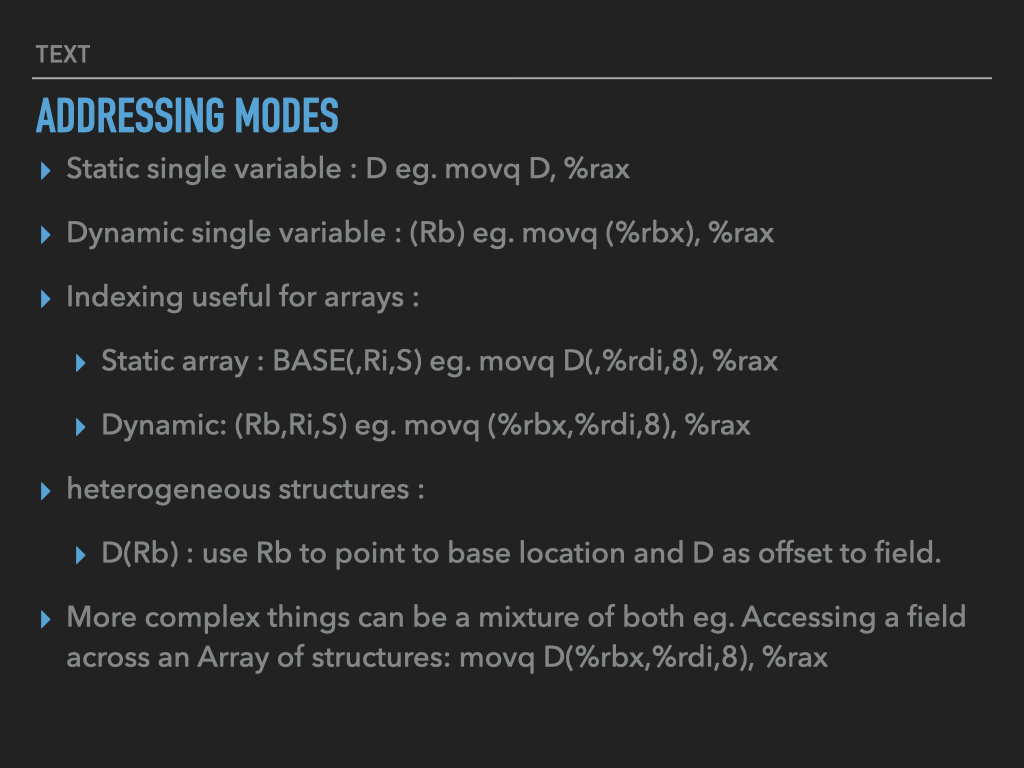 TEXT
ADDRESSING MODES
Static single variable : D eg. movq D, %rax
Dynamic single variable : (Rb) eg. movq (%rbx), %rax
Indexing useful for arrays :
Static array : BASE(,Ri,S) eg. movq D(,%rdi,8), %rax
Dynamic: (Rb,Ri,S) eg. movq (%rbx,%rdi,8), %rax
heterogeneous structures :
D(Rb) : use Rb to point to base location and D as offset to field.
More complex things can be a mixture of both eg. Accessing a field
across an Array of structures: movq D(%rbx,%rdi,8), %rax